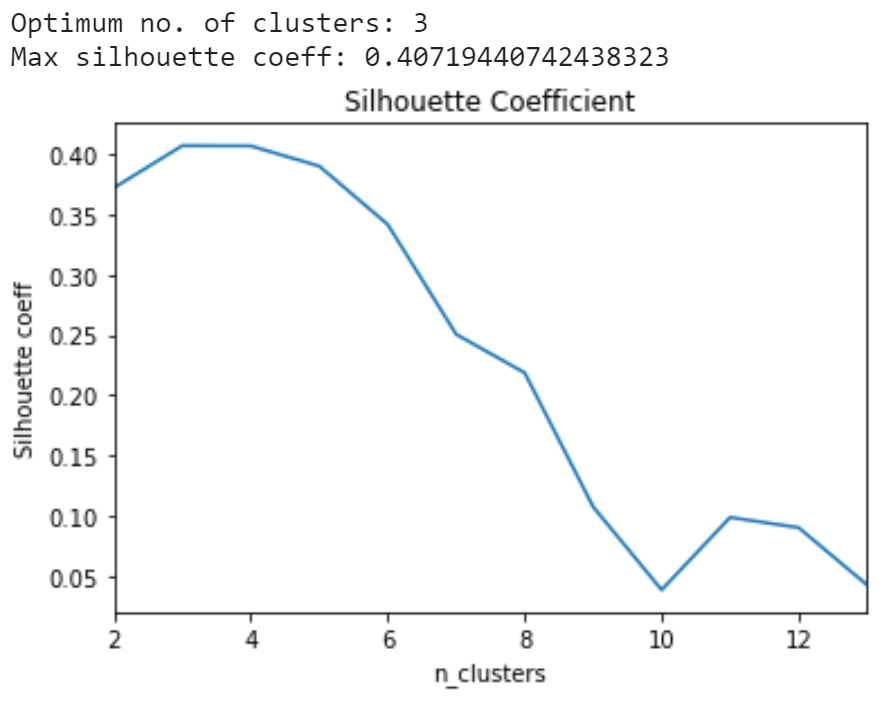 Optimum no. of clusters: 3
Max silhouette coeff: 0.40719440742438323
Silhouette Coefficient
0.40
0.35
0.30
0.25
0.20
0.15
0.10
0.05
Silhouette coeff
2 4 6 8 10 12
n_clusters